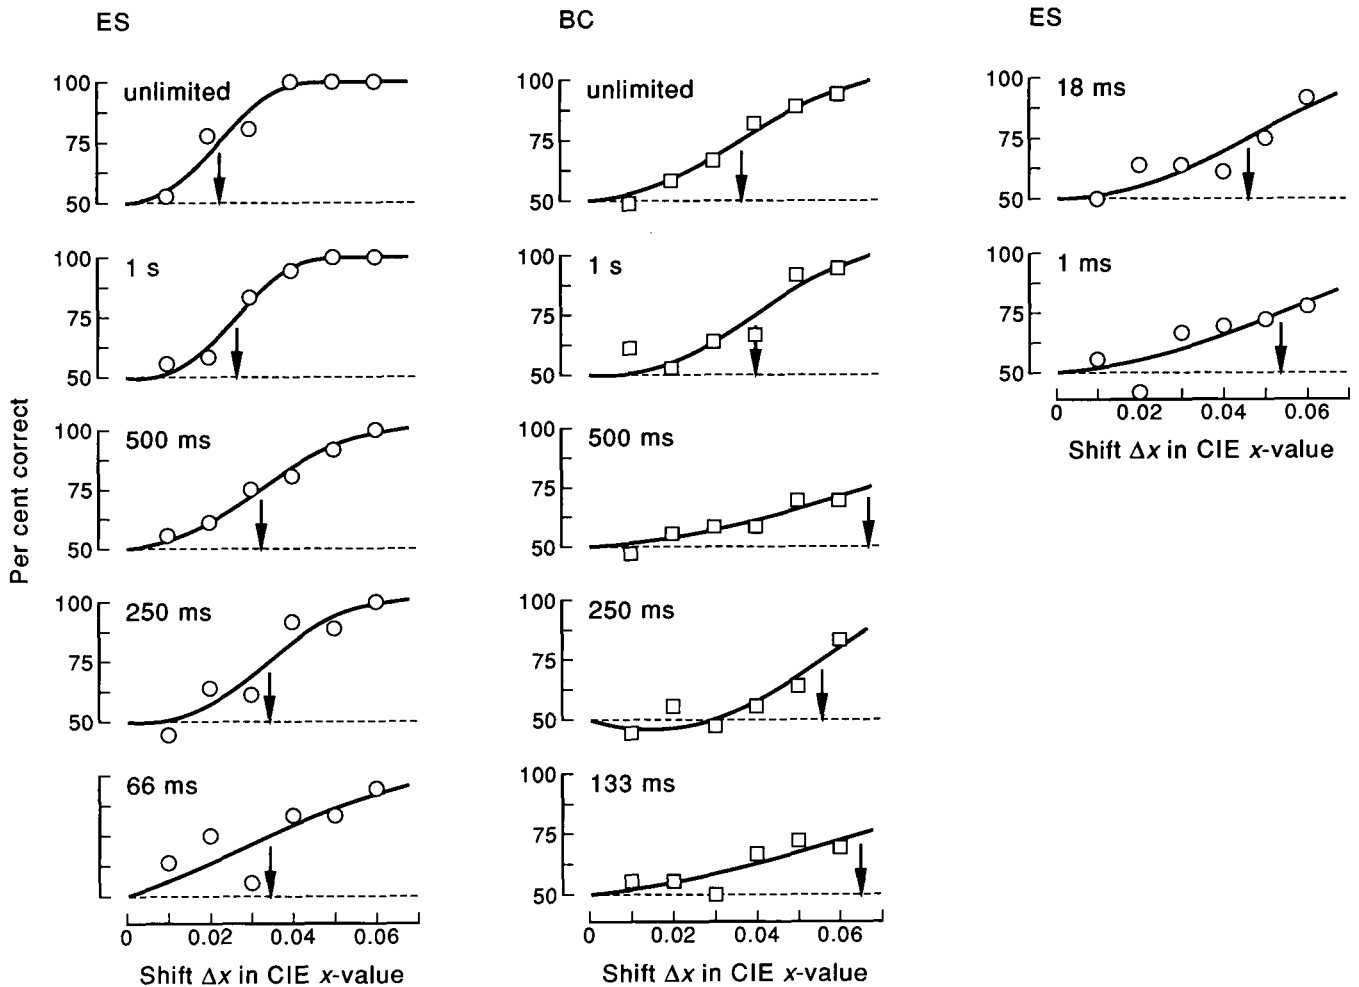 ES
BC
ES
Per cent correct
unlimited
100
75
50
1 s
100
75
50
500 ms
100
75
50
250 ms
100
75
50
66 ms
0 0.02 0.04 0.06
Shift Δx in CIE x-value
unlimited
100
75
50
1 s
100
75
50
500 ms
100
75
50
250 ms
100
75
50
133 ms
100
75
50
0 0.02 0.04 0.06
Shift Δx in CIE x-value
18 ms
100
75
50
1 ms
100
75
50
0 0.02 0.04 0.06
Shift Δx in CIE x-value